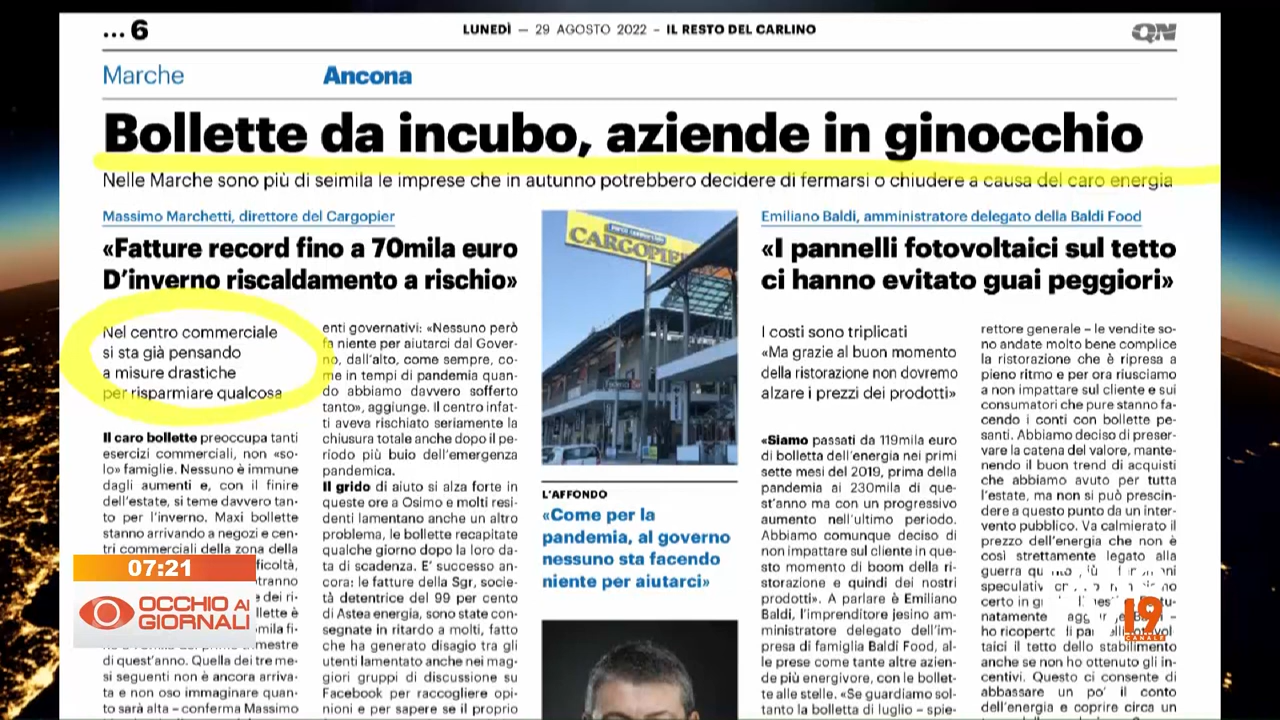 ... 6
LUNEDÌ — 29 AGOSTO 2022 – IL RESTO DEL CARLINO
QN
Marche
Ancona
Bollette da incubo, aziende in ginocchio
Nelle Marche sono più di seimila le imprese che in autunno potrebbero decidere di fermarsi o chiudere a causa del caro energia
Massimo Marchetti, direttore del Cargopier
«Fatture record fino a 70mila euro
D'inverno riscaldamento a rischio»
Nel centro commerciale
si sta già pensando
a misure drastiche
per risparmiare qualcosa
Il caro bollette preoccupa tanti
esercizi commerciali, non «so-
lo» famiglie. Nessuno è immune
dagli aumenti e, con il finire
dell'estate, si teme davvero tan-
to per l'inverno. Maxi bollette
stanno arrivando a negozi e cen-
tri commerciali della zona della
di quest'anno. Quella dei tre me-
si seguenti non è ancora arriva-
ta e non oso immaginare quan-
to sarà alta – conferma Massimo
enti governativi: «Nessuno però
fa niente per aiutarci dal Gover-
no, dall'alto, come sempre, co-
me in tempi di pandemia quan-
do abbiamo davvero sofferto
tanto», aggiunge. Il centro infat-
ti aveva rischiato seriamente la
chiusura totale anche dopo il pe-
riodo più buio dell'emergenza
pandemica.
Il grido di aiuto si alza forte in
queste ore a Osimo e molti resi-
denti lamentano anche un altro
problema, le bollette recapitate
qualche giorno dopo la loro da-
ta di scadenza. E' successo an-
cora: le fatture della Sgr, socie-
tà detentrice del 99 per cento
di Astea energia, sono state con-
segnate in ritardo a molti, fatto
che ha generato disagio tra gli
utenti lamentato anche nei mag-
giori gruppi di discussione su
Facebook per raccogliere opi-
nioni e per sapere se il proprio
CARGOPIER
L'AFFONDO
«Come per la
pandemia, al governo
nessuno sta facendo
niente per aiutarci»
Emiliano Baldi, amministratore delegato della Baldi Food
«I pannelli fotovoltaici sul tetto
ci hanno evitato guai peggiori»
I costi sono triplicati
«Ma grazie al buon momento
della ristorazione non dovremo
alzare i prezzi dei prodotti»
«Siamo passati da 119mila euro
di bolletta dell'energia nei primi
sette mesi del 2019, prima della
pandemia ai 230mila di que-
st'anno ma con un progressivo
aumento nell'ultimo periodo.
Abbiamo comunque deciso di
non impattare sul cliente in que-
sto momento di boom della ri-
storazione e quindi dei nostri
prodotti». A parlare è Emiliano
Baldi, l'imprenditore jesino am-
ministratore delegato dell'im-
presa di famiglia Baldi Food, al-
le prese come tante altre azien-
de più energivore, con le bollet-
te alle stelle. «Se guardiamo sol-
tanto la bolletta di luglio – spie-
rettore generale – le vendite so-
no andate molto bene complice
la ristorazione che è ripresa a
pieno ritmo e per ora riusciamo
a non impattare sul cliente e sui
consumatori che pure stanno fa-
cendo i conti con bollette pe-
santi. Abbiamo deciso di preser-
vare la catena del valore, mante-
nendo il buon trend di acquisti
che abbiamo avuto per tutta
l'estate, ma non si può prescin-
dere a questo punto da un inter-
vento pubblico. Va calmierato il
prezzo dell'energia che non è
così strettamente legato alla
guerra
certo in
natamente
ho ricoperto
taici il tetto dello stabilimento
anche se non ho ottenuto gli in-
centivi. Questo ci consente di
abbassare un po' il conto
dell'energia e coprire circa un
07:21
OCCHIO AI
GIORNALI
19
CANALE